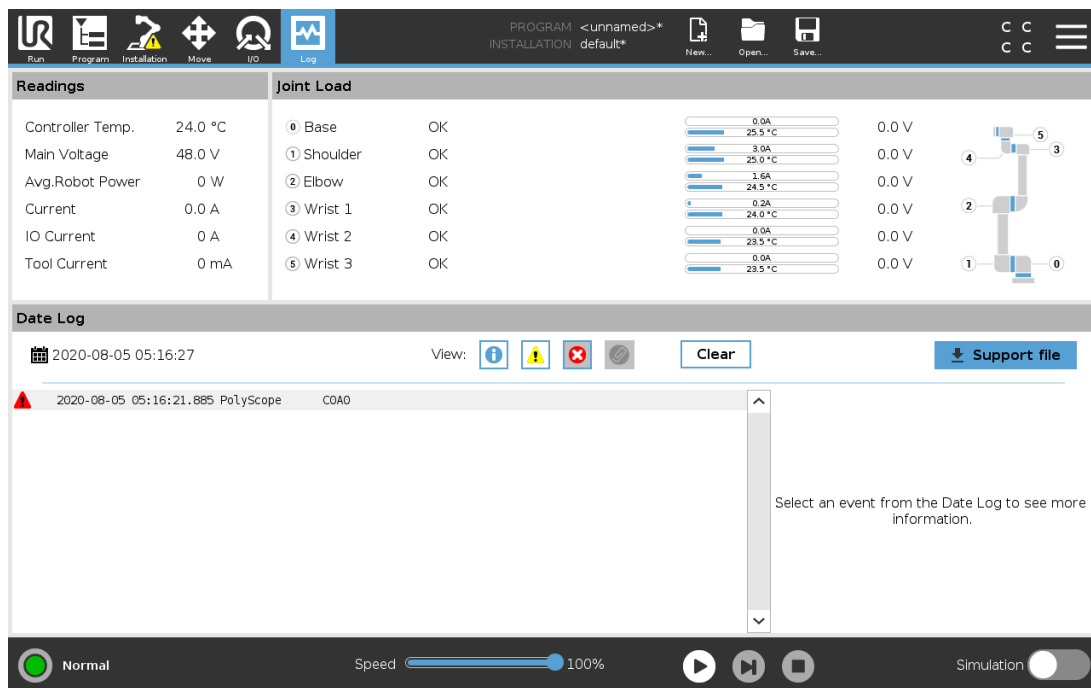 PROGRAM <unnamed>*
INSTALLATION default*
UR
Run Program Installation Move I/O Log
New... Open... Save...
C C
C C
Readings
Controller Temp. 24.0 °C
Main Voltage 48.0 V
Avg.Robot Power 0 W
Current 0.0 A
IO Current 0 A
Tool Current 0 mA
Joint Load
0 Base OK 0.0A 25.5 °C 0.0 V
1 Shoulder OK 3.0A 25.0 °C 0.0 V
2 Elbow OK 1.6A 24.5 °C 0.0 V
3 Wrist 1 OK 0.2A 24.0 °C 0.0 V
4 Wrist 2 OK 0.0A 23.5 °C 0.0 V
5 Wrist 3 OK 0.0A 23.5 °C 0.0 V
5
4 3
2
1 0
Date Log
2020-08-05 05:16:27 View: Clear Support file
2020-08-05 05:16:21.885 PolyScope C0A0
Select an event from the Date Log to see more
information.
Normal Speed 100% Simulation